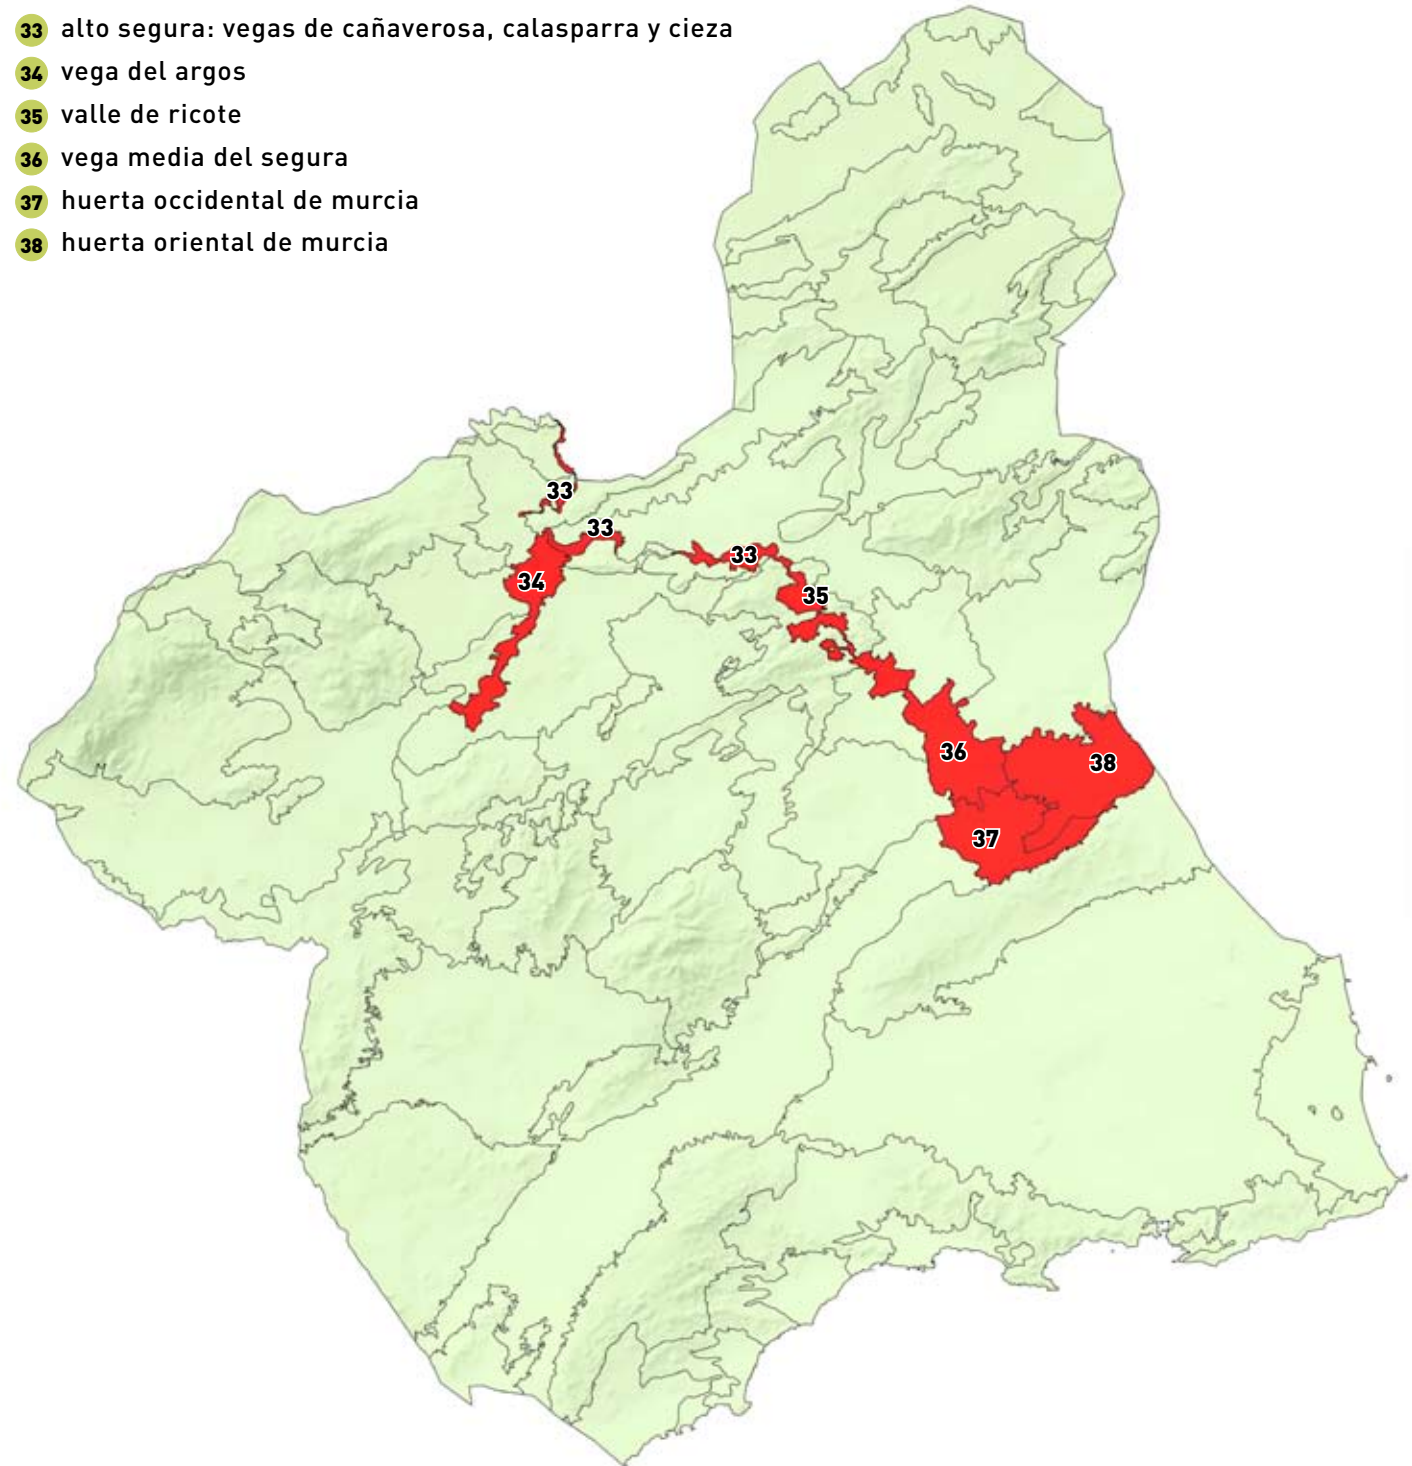 33 alto segura: vegas de cañaverosa, calasparra y cieza
34 vega del argos
35 valle de ricote
36 vega media del segura
37 huerta occidental de murcia
38 huerta oriental de murcia
33
33
33
34
35
36
38
37